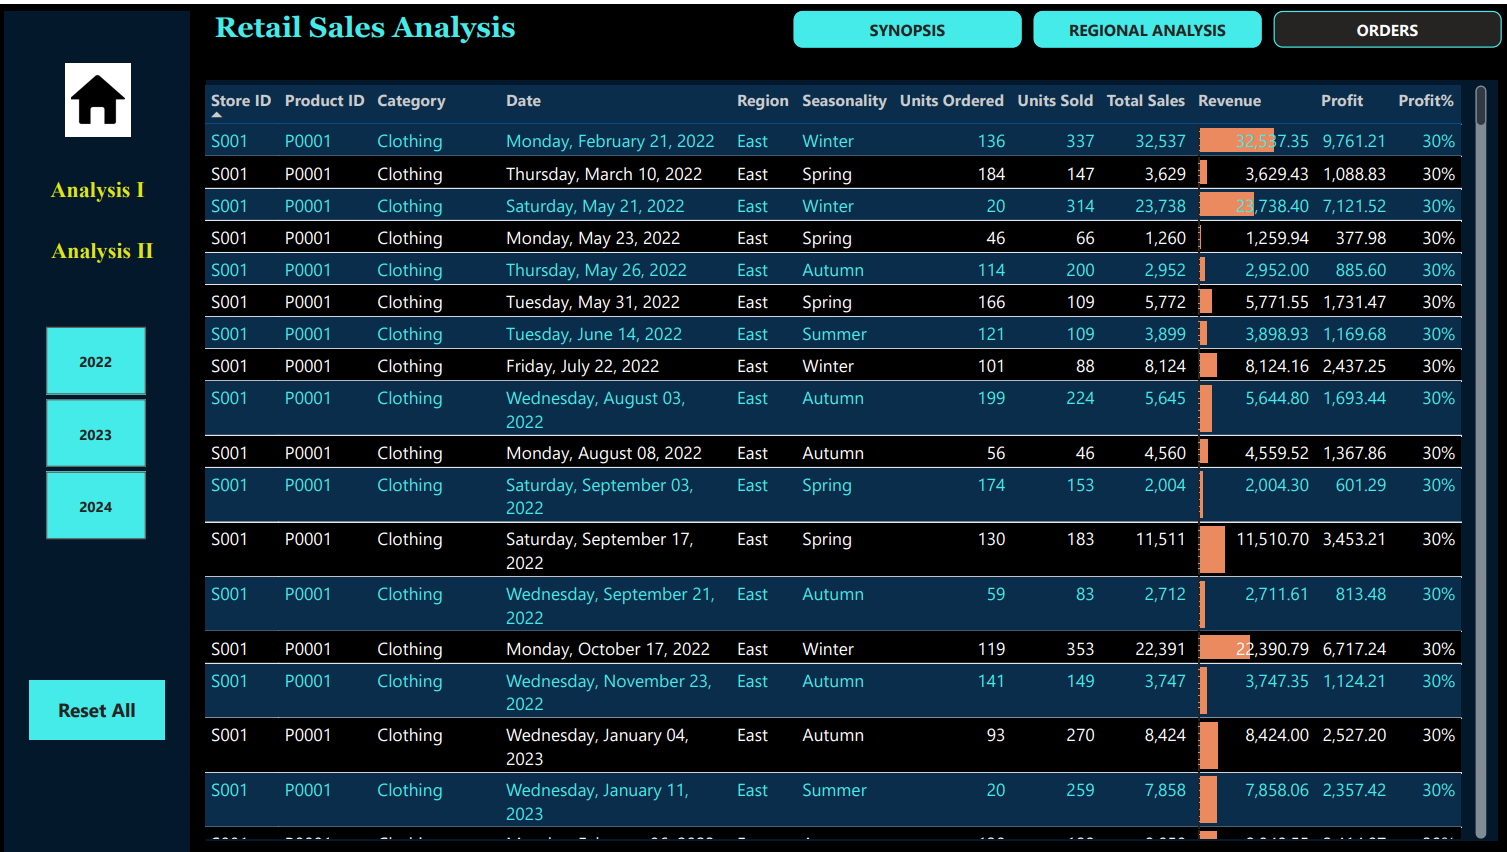 Retail Sales Analysis
SYNOPSIS
REGIONAL ANALYSIS
ORDERS
Analysis I
Analysis II
2022
2023
2024
Reset All
Store ID Product ID Category Date Region Seasonality Units Ordered Units Sold Total Sales Revenue Profit Profit%
S001 P0001 Clothing Monday, February 21, 2022 East Winter 136 337 32,537 32,537.35 9,761.21 30%
S001 P0001 Clothing Thursday, March 10, 2022 East Spring 184 147 3,629 3,629.43 1,088.83 30%
S001 P0001 Clothing Saturday, May 21, 2022 East Winter 20 314 23,738 23,738.40 7,121.52 30%
S001 P0001 Clothing Monday, May 23, 2022 East Spring 46 66 1,260 1,259.94 377.98 30%
S001 P0001 Clothing Thursday, May 26, 2022 East Autumn 114 200 2,952 2,952.00 885.60 30%
S001 P0001 Clothing Tuesday, May 31, 2022 East Spring 166 109 5,772 5,771.55 1,731.47 30%
S001 P0001 Clothing Tuesday, June 14, 2022 East Summer 121 109 3,899 3,898.93 1,169.68 30%
S001 P0001 Clothing Friday, July 22, 2022 East Winter 101 88 8,124 8,124.16 2,437.25 30%
S001 P0001 Clothing Wednesday, August 03, East Autumn 199 224 5,645 5,644.80 1,693.44 30%
2022
S001 P0001 Clothing Monday, August 08, 2022 East Autumn 56 46 4,560 4,559.52 1,367.86 30%
S001 P0001 Clothing Saturday, September 03, East Spring 174 153 2,004 2,004.30 601.29 30%
2022
S001 P0001 Clothing Saturday, September 17, East Spring 130 183 11,511 11,510.70 3,453.21 30%
2022
S001 P0001 Clothing Wednesday, September 21, East Autumn 59 83 2,712 2,711.61 813.48 30%
2022
S001 P0001 Clothing Monday, October 17, 2022 East Winter 119 353 22,391 22,390.79 6,717.24 30%
S001 P0001 Clothing Wednesday, November 23, East Autumn 141 149 3,747 3,747.35 1,124.21 30%
2022
S001 P0001 Clothing Wednesday, January 04, East Autumn 93 270 8,424 8,424.00 2,527.20 30%
2023
S001 P0001 Clothing Wednesday, January 11, East Summer 20 259 7,858 7,858.06 2,357.42 30%
2023